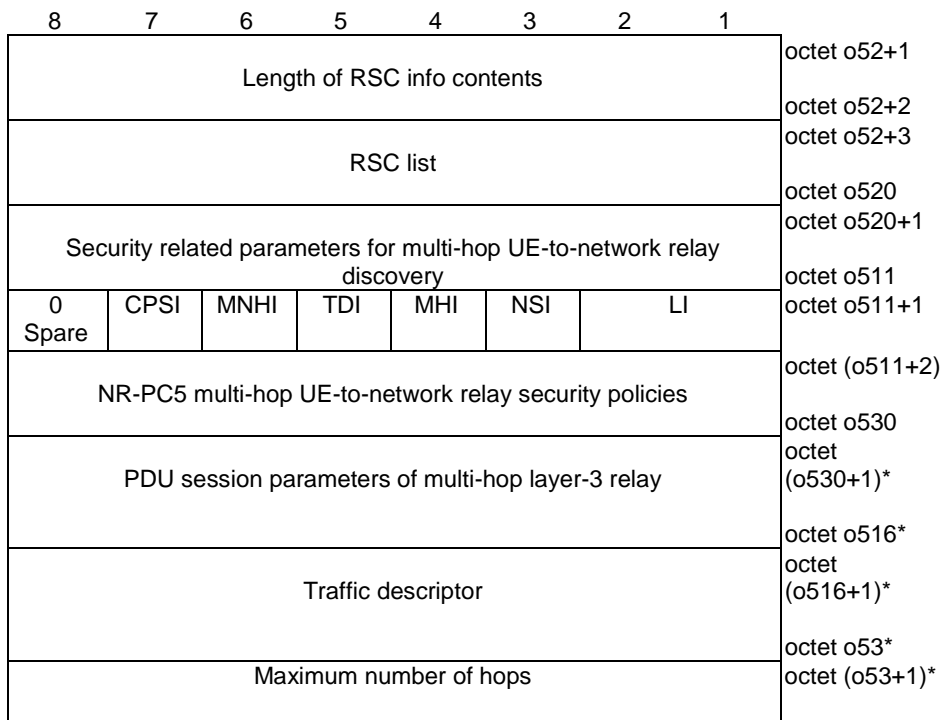 8 7 6 5 4 3 2 1
Length of RSC info contents
octet o52+1
octet o52+2
RSC list
octet o52+3
octet o520
Security related parameters for multi-hop UE-to-network relay
discovery
octet o520+1
octet o511
0 CPSI MNHI TDI MHI NSI LI octet o511+1
Spare
NR-PC5 multi-hop UE-to-network relay security policies
octet (o511+2)
octet o530
PDU session parameters of multi-hop layer-3 relay
octet
(o530+1)*
octet o516*
Traffic descriptor
octet
(o516+1)*
octet o53*
Maximum number of hops octet (o53+1)*